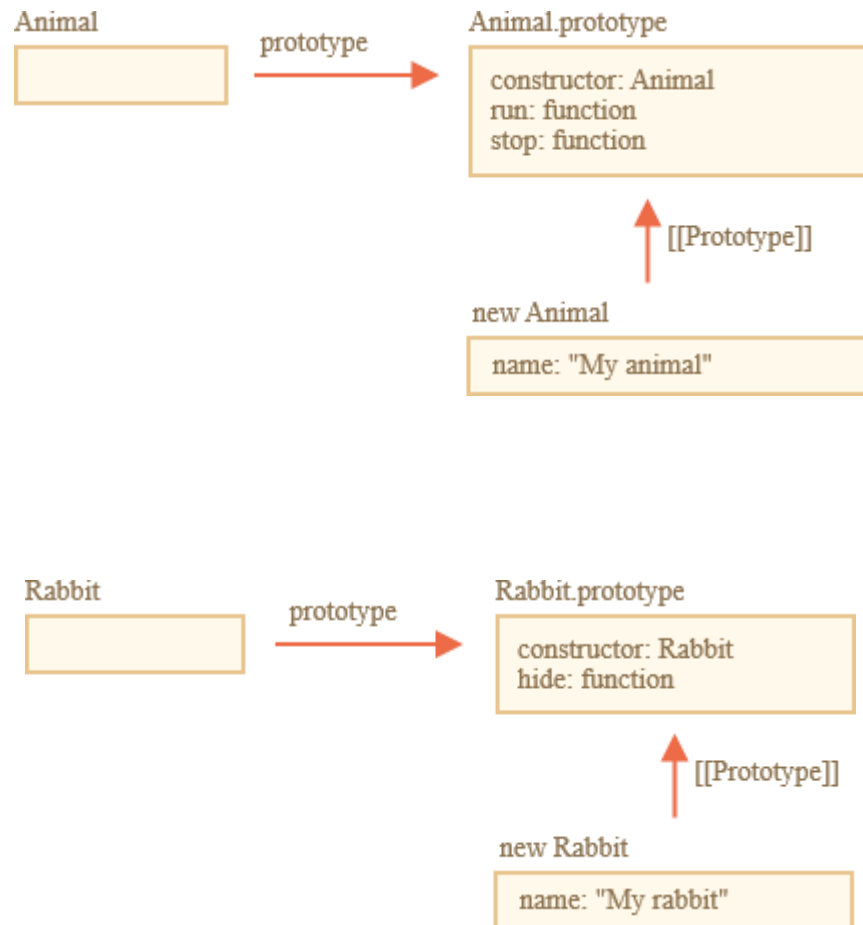 Animal
prototype
Animal.prototype
constructor: Animal
run: function
stop: function
[[Prototype]]
new Animal
name: "My animal"
Rabbit
prototype
Rabbit.prototype
constructor: Rabbit
hide: function
[[Prototype]]
new Rabbit
name: "My rabbit"